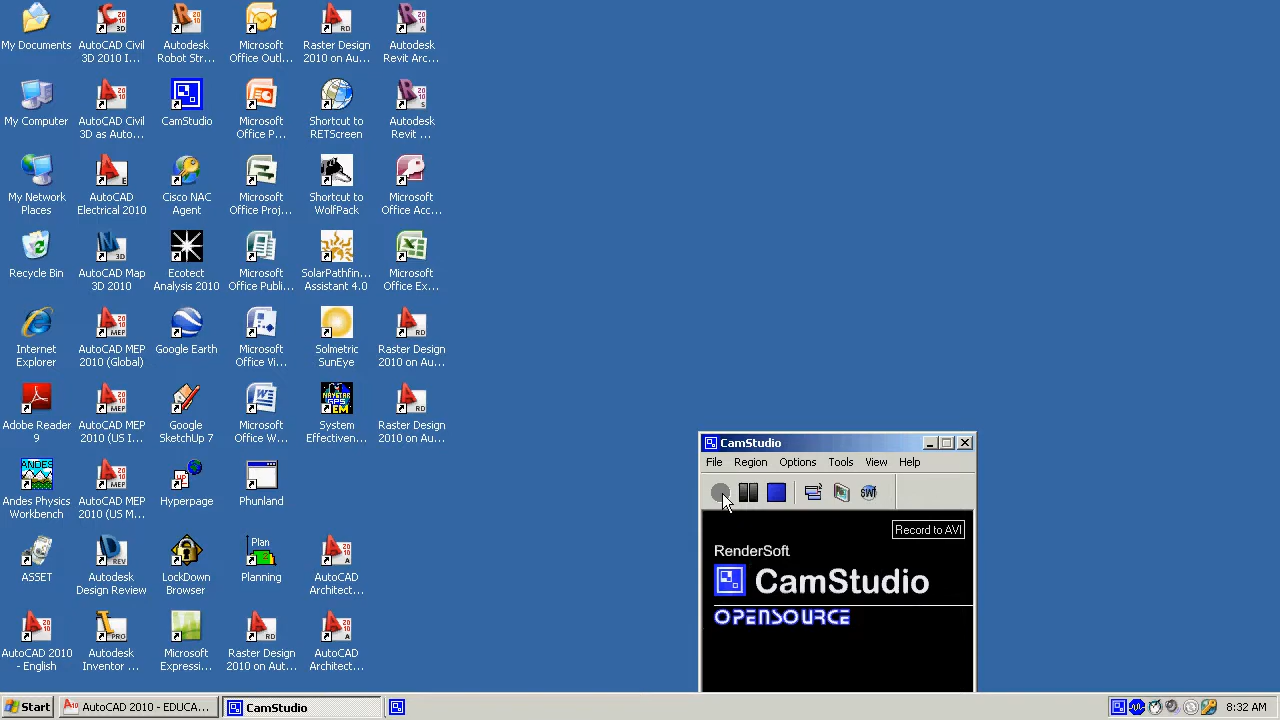 My Documents
AutoCAD Civil
3D 2010 I...
Autodesk
Robot Str...
Microsoft
Office Outl...
Raster Design
2010 on Au...
Autodesk
Revit Arc...
My Computer
AutoCAD Civil
3D as Auto...
CamStudio
Microsoft
Office P...
Shortcut to
RETScreen
Autodesk
Revit ...
My Network
Places
AutoCAD
Electrical 2010
Cisco NAC
Agent
Microsoft
Office Proj...
Shortcut to
WolfPack
Microsoft
Office Acc...
Recycle Bin
AutoCAD Map
3D 2010
Ecotect
Analysis 2010
Microsoft
Office Publi...
SolarPathfin...
Assistant 4.0
Microsoft
Office Ex...
Internet
Explorer
AutoCAD MEP
2010 (Global)
Google Earth
Microsoft
Office Vi...
Solmetric
SunEye
Raster Design
2010 on Au...
Adobe Reader
9
AutoCAD MEP
2010 (US I...
Google
SketchUp 7
Microsoft
Office W...
System
Effectiven...
Raster Design
2010 on Au...
Andes Physics
Workbench
AutoCAD MEP
2010 (US M...
Hyperpage
Phunland
ASSET
Autodesk
Design Review
LockDown
Browser
Planning
AutoCAD
Architect...
AutoCAD 2010
- English
Autodesk
Inventor ...
Microsoft
Expressi...
Raster Design
2010 on Aut...
AutoCAD
Architect...
CamStudio
File Region Options Tools View Help
Record to AVI
RenderSoft
CamStudio
OPENSOURCE
Start
AutoCAD 2010 - EDUCA...
CamStudio
8:32 AM